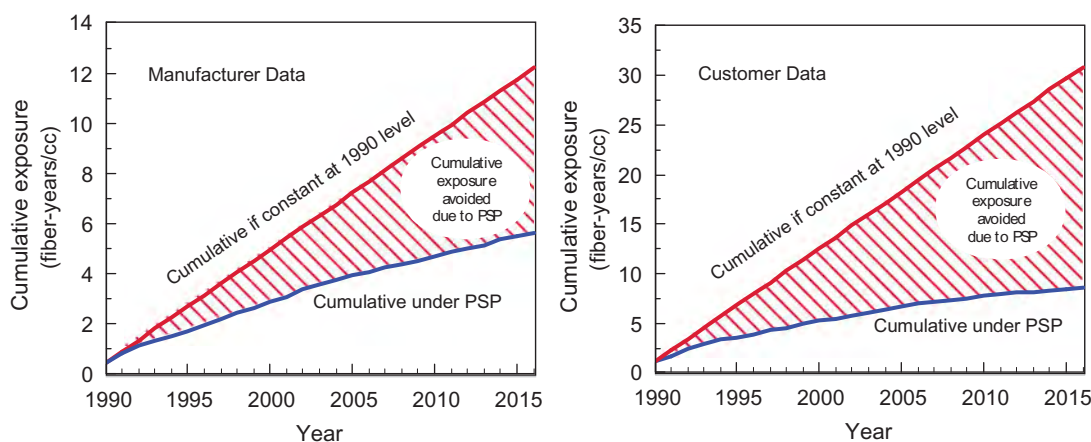 14
12
10
8
6
4
2
0
Cumulative exposure
(fiber-years/cc)
Manufacturer Data
Cumulative if constant at 1990 level
Cumulative
exposure
avoided
due to PSP
Cumulative under PSP
1990 1995 2000 2005 2010 2015
Year
35
30
25
20
15
10
5
0
Cumulative exposure
(fiber-years/cc)
Customer Data
Cumulative if constant at 1990 level
Cumulative
exposure
avoided
due to PSP
Cumulative under PSP
1990 1995 2000 2005 2010 2015
Year